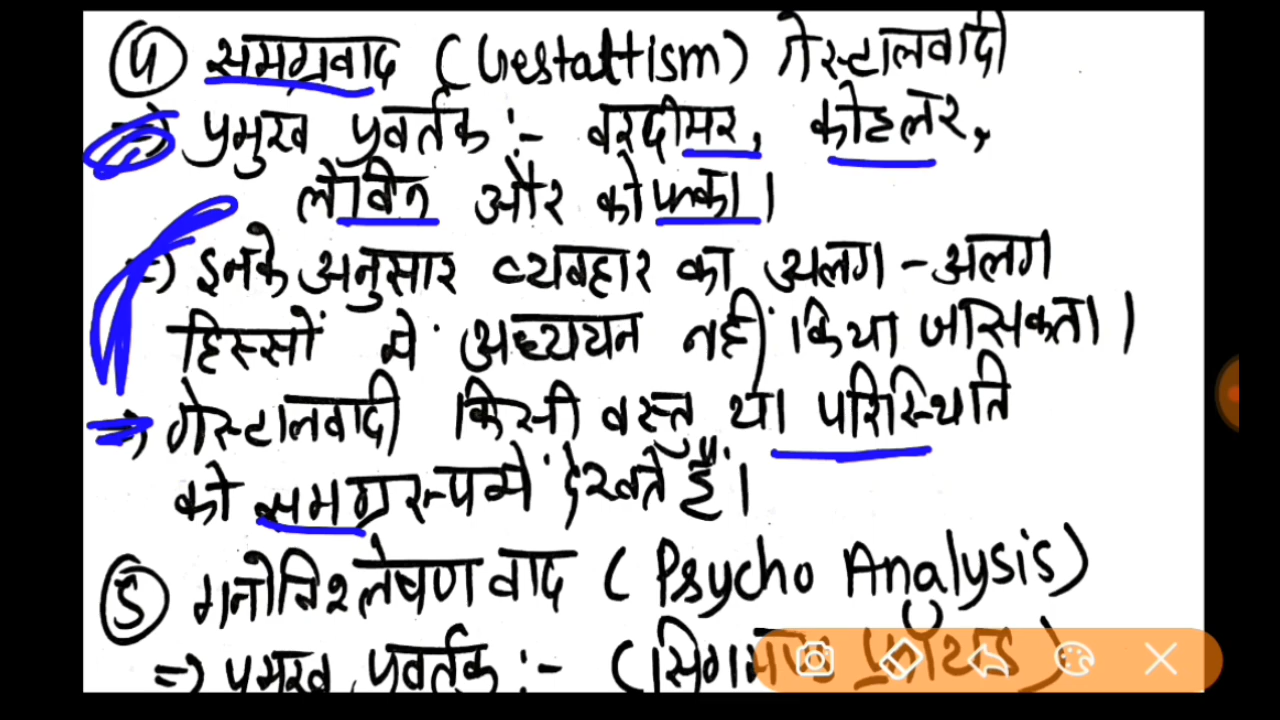 ④ समग्रवाद (Gestaltism) गेस्टालवादी
⇒ प्रमुख प्रवर्तक :- वरदीमर, कोहलर,
लेविन और कोफ्का।
⇒ इनके अनुसार व्यवहार का अलग-अलग
हिस्सों में अध्ययन नहीं किया जा सकता।
⇒ गेस्टालवादी किसी वस्तु या परिस्थिति
को समग्र रूप में देखते हैं।
⑤ मनोविश्लेषणवाद (Psycho Analysis)
⇒ प्रमुख प्रवर्तक :- (सिगमण्ड फ्रायड)